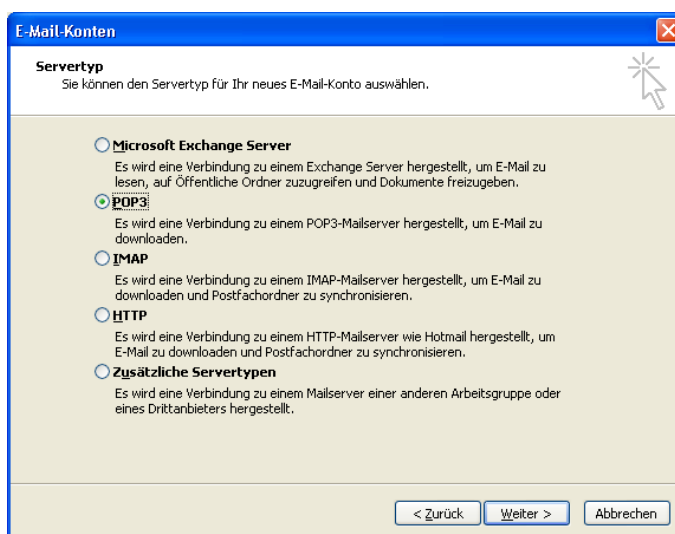 E-Mail-Konten
Servertyp
Sie können den Servertyp für Ihr neues E-Mail-Konto auswählen.
Microsoft Exchange Server
Es wird eine Verbindung zu einem Exchange Server hergestellt, um E-Mail zu
lesen, auf Öffentliche Ordner zuzugreifen und Dokumente freizugeben.
POP3
Es wird eine Verbindung zu einem POP3-Mailserver hergestellt, um E-Mail zu
downloaden.
IMAP
Es wird eine Verbindung zu einem IMAP-Mailserver hergestellt, um E-Mail zu
downloaden und Postfachordner zu synchronisieren.
HTTP
Es wird eine Verbindung zu einem HTTP-Mailserver wie Hotmail hergestellt, um
E-Mail zu downloaden und Postfachordner zu synchronisieren.
Zusätzliche Servertypen
Es wird eine Verbindung zu einem Mailserver einer anderen Arbeitsgruppe oder
eines Drittanbieters hergestellt.
< Zurück Weiter > Abbrechen